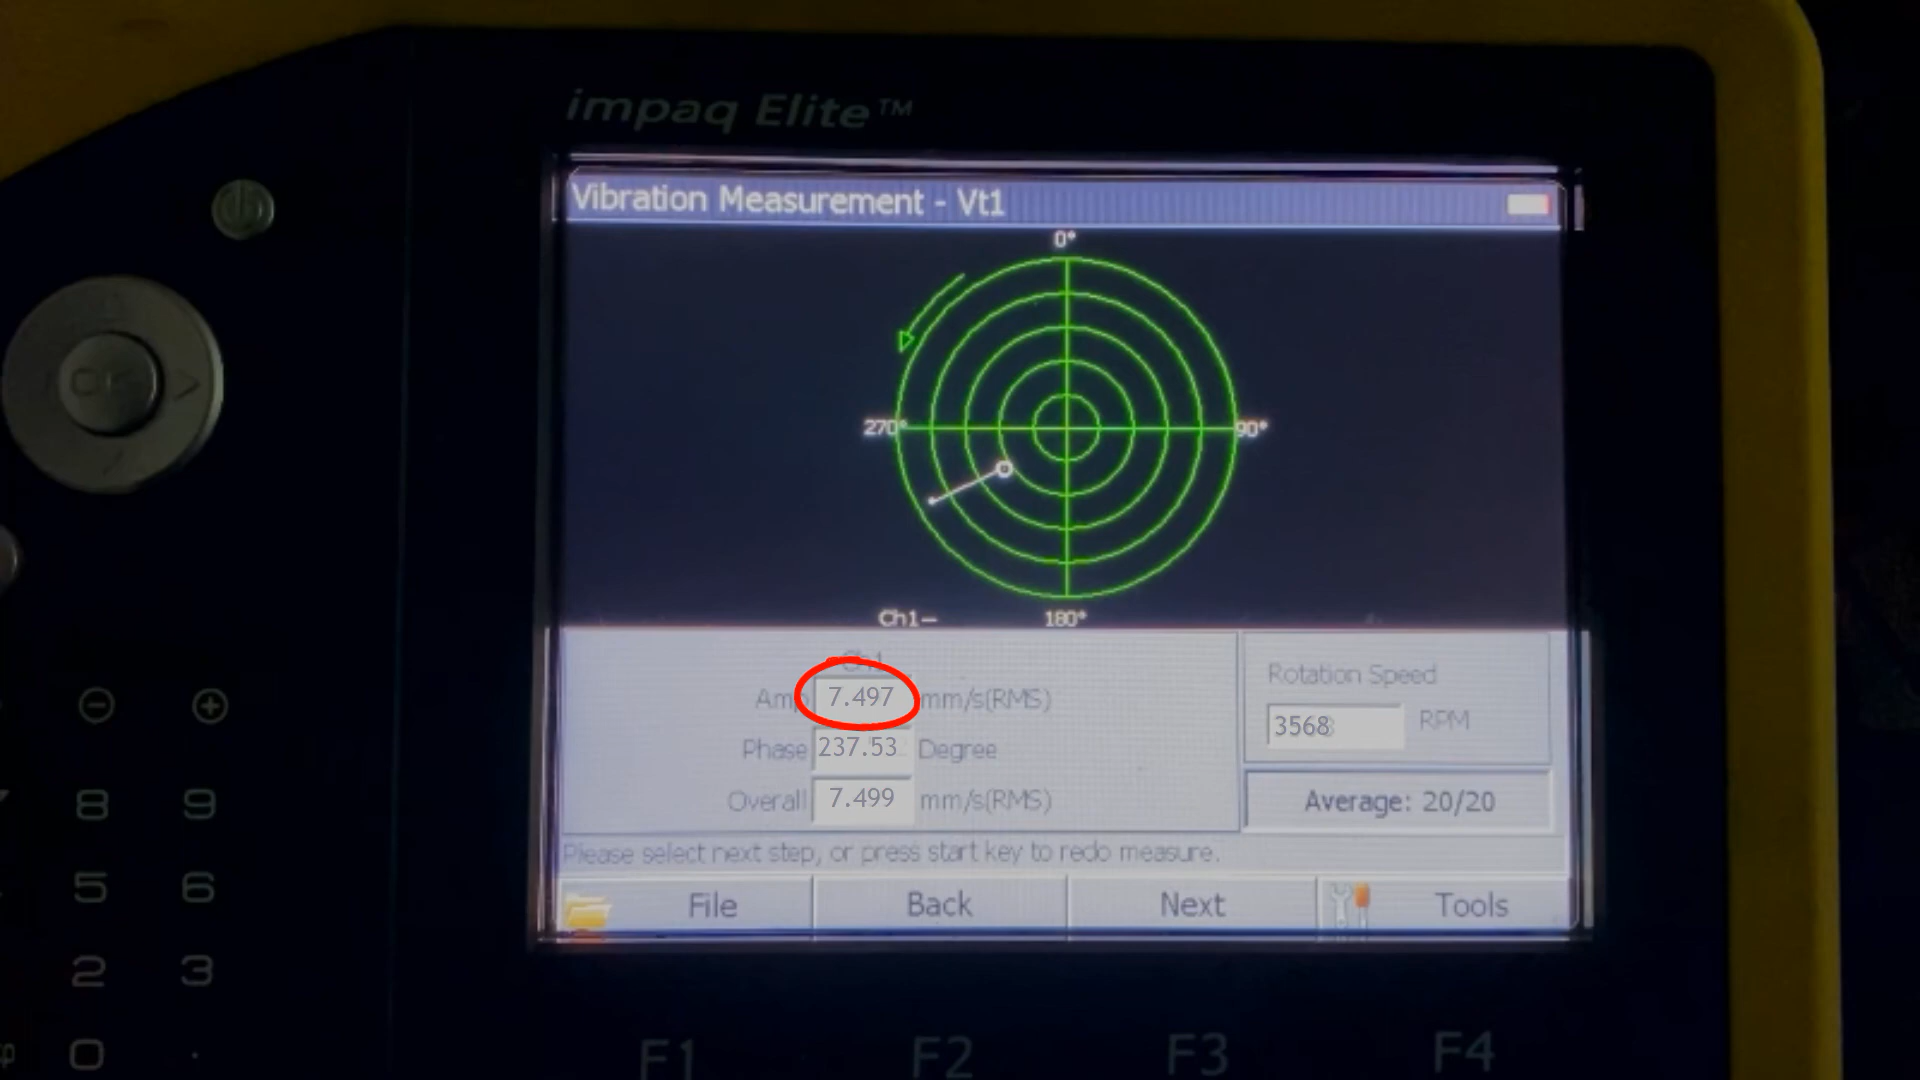 impaq Elite™
Vibration Measurement - Vt1
0°
270°
90°
Ch1−
180°
Ch1
Amp 7.497 mm/s(RMS)
Rotation Speed
3568 RPM
Phase 237.53 Degree
Overall 7.499 mm/s(RMS)
Average: 20/20
Please select next step, or press start key to redo measure.
File Back Next Tools
OK
8 9
5 6
2 3
0 .
F1 F2 F3 F4